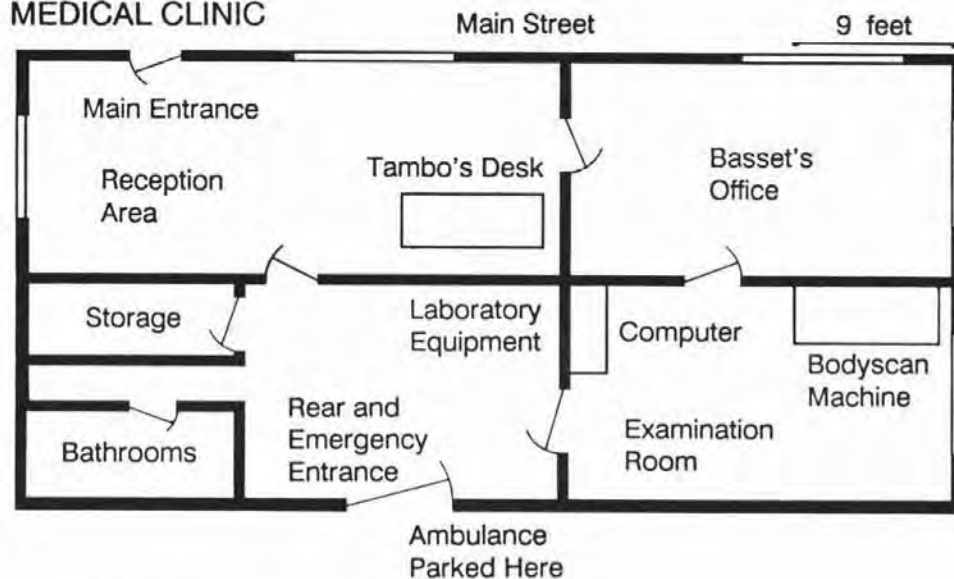 MEDICAL CLINIC
Main Street
9 feet
Main Entrance
Reception
Area
Tambo's Desk
Basset's
Office
Storage
Laboratory
Equipment
Computer
Bodyscan
Machine
Rear and
Emergency
Entrance
Examination
Room
Bathrooms
Ambulance
Parked Here